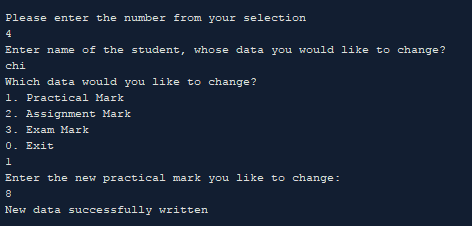 Please enter the number from your selection
4
Enter name of the student, whose data you would like to change?
chi
Which data would you like to change?
1. Practical Mark
2. Assignment Mark
3. Exam Mark
0. Exit
1
Enter the new practical mark you like to change:
8
New data successfully written